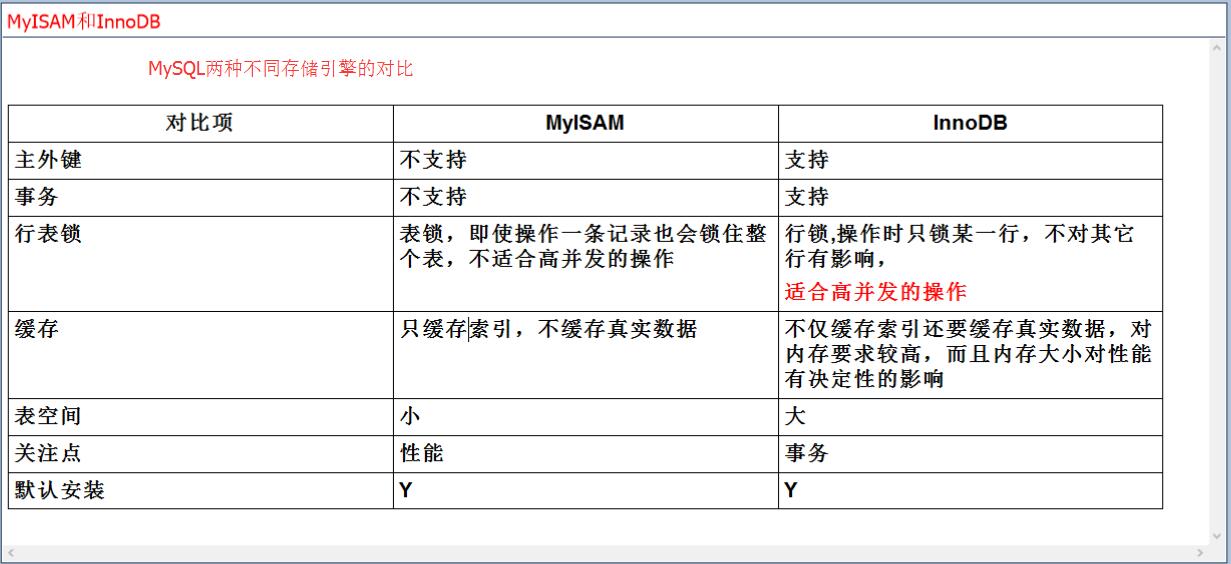 MyISAM和InnoDB
MySQL两种不同存储引擎的对比
对比项 MyISAM InnoDB
主外键 不支持 支持
事务 不支持 支持
行表锁 表锁，即使操作一条记录也会锁住整 行锁,操作时只锁某一行，不对其它
个表，不适合高并发的操作 行有影响，
适合高并发的操作
缓存 只缓存索引，不缓存真实数据 不仅缓存索引还要缓存真实数据，对
内存要求较高，而且内存大小对性能
有决定性的影响
表空间 小 大
关注点 性能 事务
默认安装 Y Y